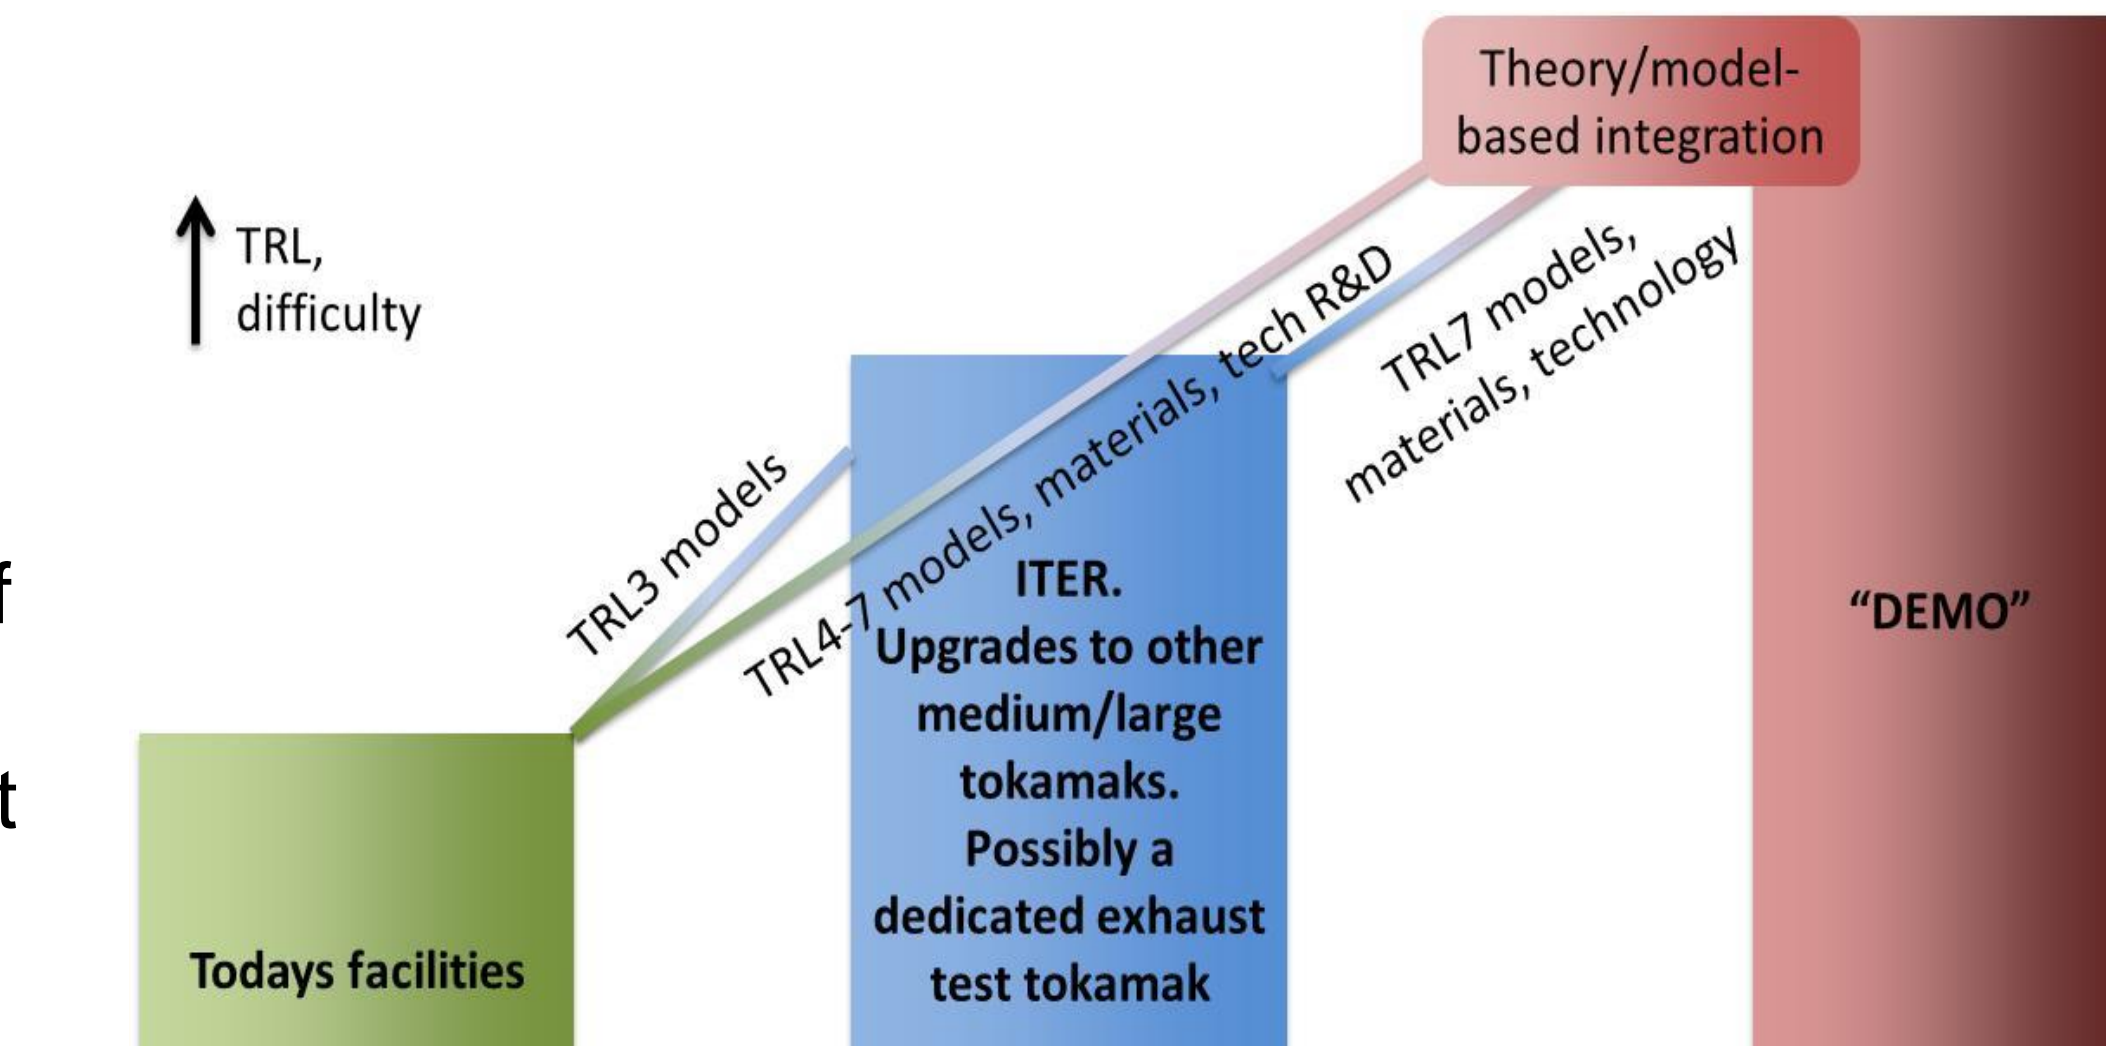 Theory/model-
based integration
TRL,
difficulty
TRL3 models
TRL4-7 models, materials, tech R&D
TRL7 models,
materials, technology
f
t
Todays facilities
ITER.
Upgrades to other
medium/large
tokamaks.
Possibly a
dedicated exhaust
test tokamak
“DEMO”